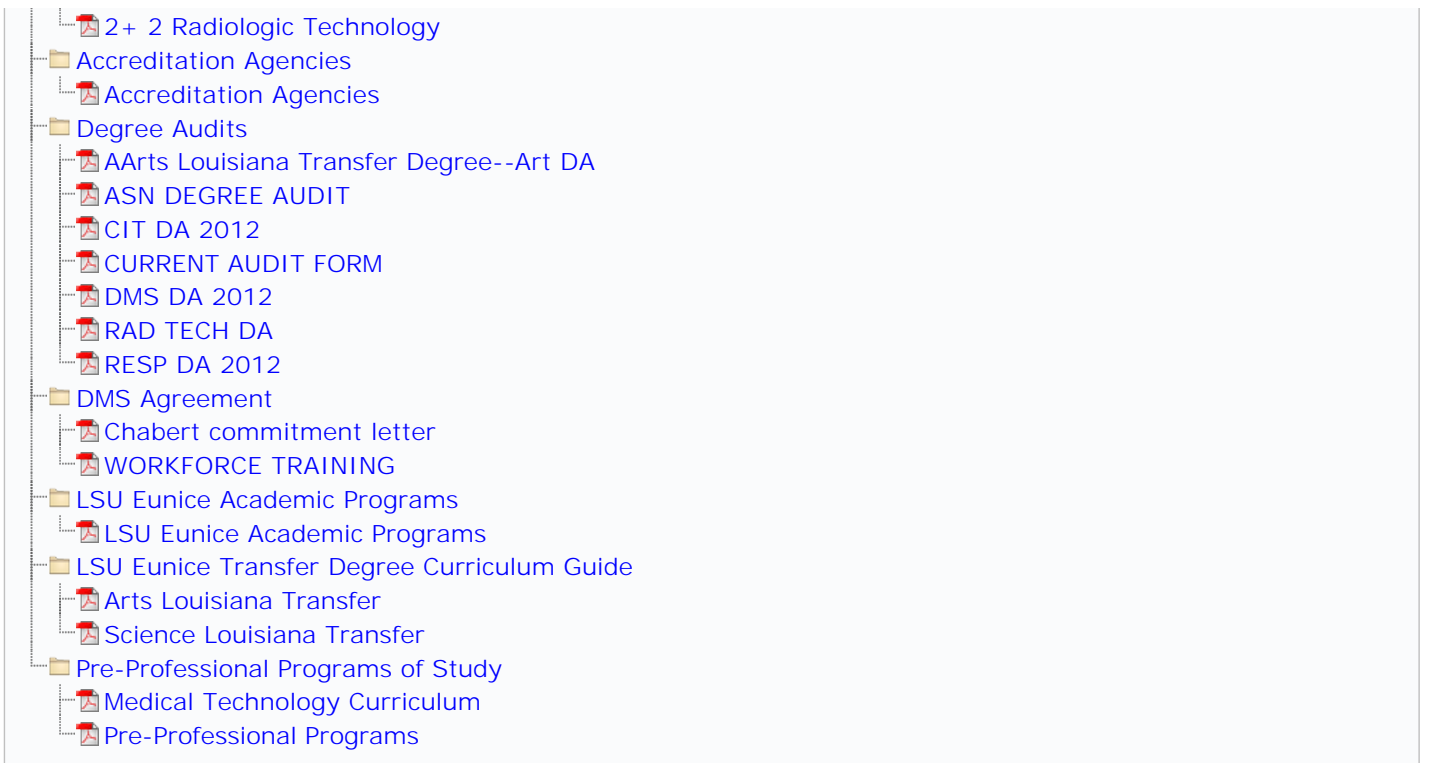 2+ 2 Radiologic Technology
Accreditation Agencies
Accreditation Agencies
Degree Audits
AArts Louisiana Transfer Degree--Art DA
ASN DEGREE AUDIT
CIT DA 2012
CURRENT AUDIT FORM
DMS DA 2012
RAD TECH DA
RESP DA 2012
DMS Agreement
Chabert commitment letter
WORKFORCE TRAINING
LSU Eunice Academic Programs
LSU Eunice Academic Programs
LSU Eunice Transfer Degree Curriculum Guide
Arts Louisiana Transfer
Science Louisiana Transfer
Pre-Professional Programs of Study
Medical Technology Curriculum
Pre-Professional Programs